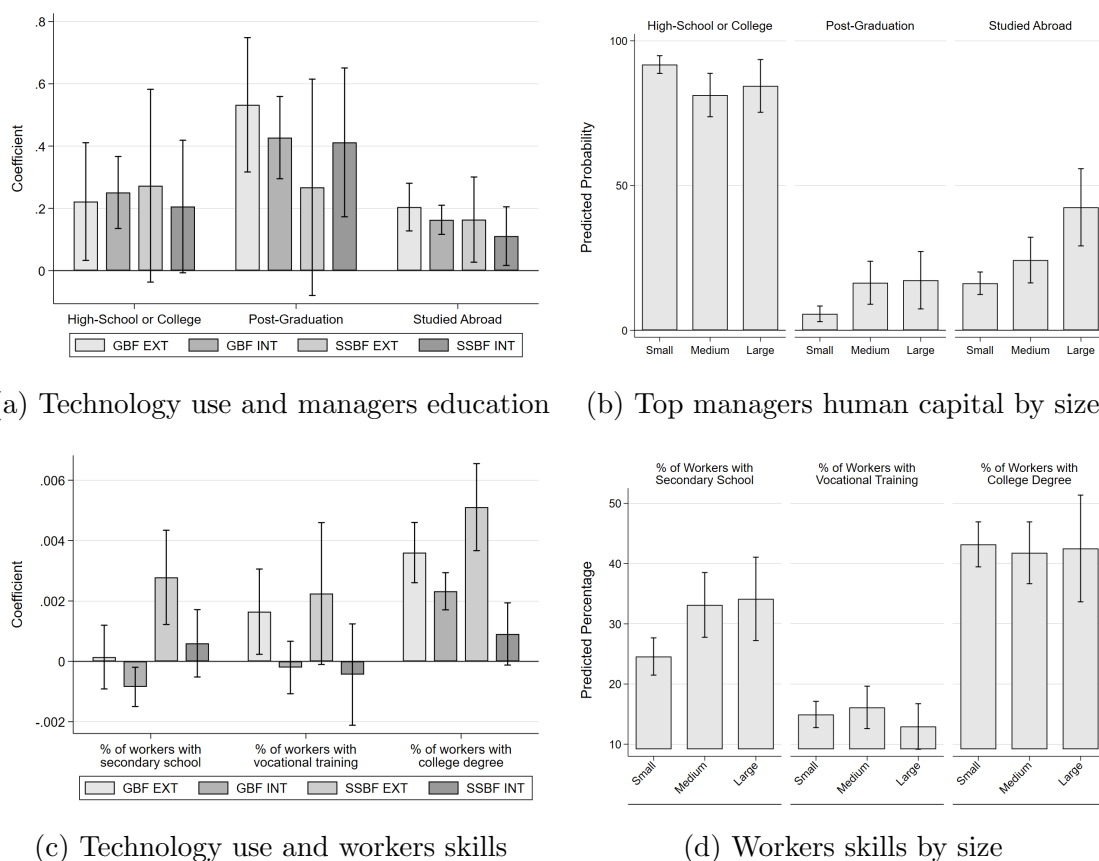 .8
.6
.4
.2
0
Coefficient
High-School or College Post-Graduation Studied Abroad
GBF EXT GBF INT SSBF EXT SSBF INT
(a) Technology use and managers education
High-School or College Post-Graduation Studied Abroad
100
50
0
Predicted Probability
Small Medium Large Small Medium Large Small Medium Large
(b) Top managers human capital by size
.006
.004
.002
0
-.002
Coefficient
% of workers with secondary school
% of workers with vocational training
% of workers with college degree
GBF EXT GBF INT SSBF EXT SSBF INT
(c) Technology use and workers skills
% of Workers with Secondary School
% of Workers with Vocational Training
% of Workers with College Degree
50
40
30
20
10
Predicted Percentage
Small Medium Large Small Medium Large Small Medium Large
(d) Workers skills by size